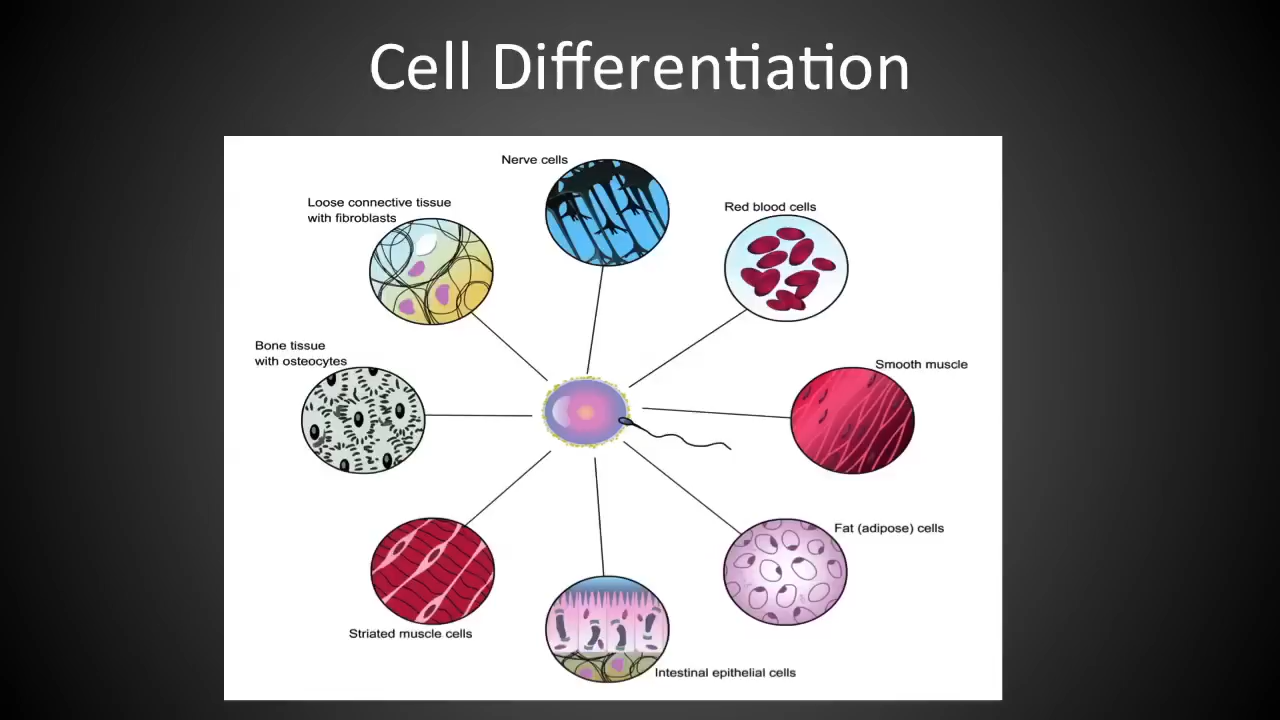 Cell Differentiation
Nerve cells
Loose connective tissue
with fibroblasts
Red blood cells
Bone tissue
with osteocytes
Smooth muscle
Fat (adipose) cells
Striated muscle cells
Intestinal epithelial cells